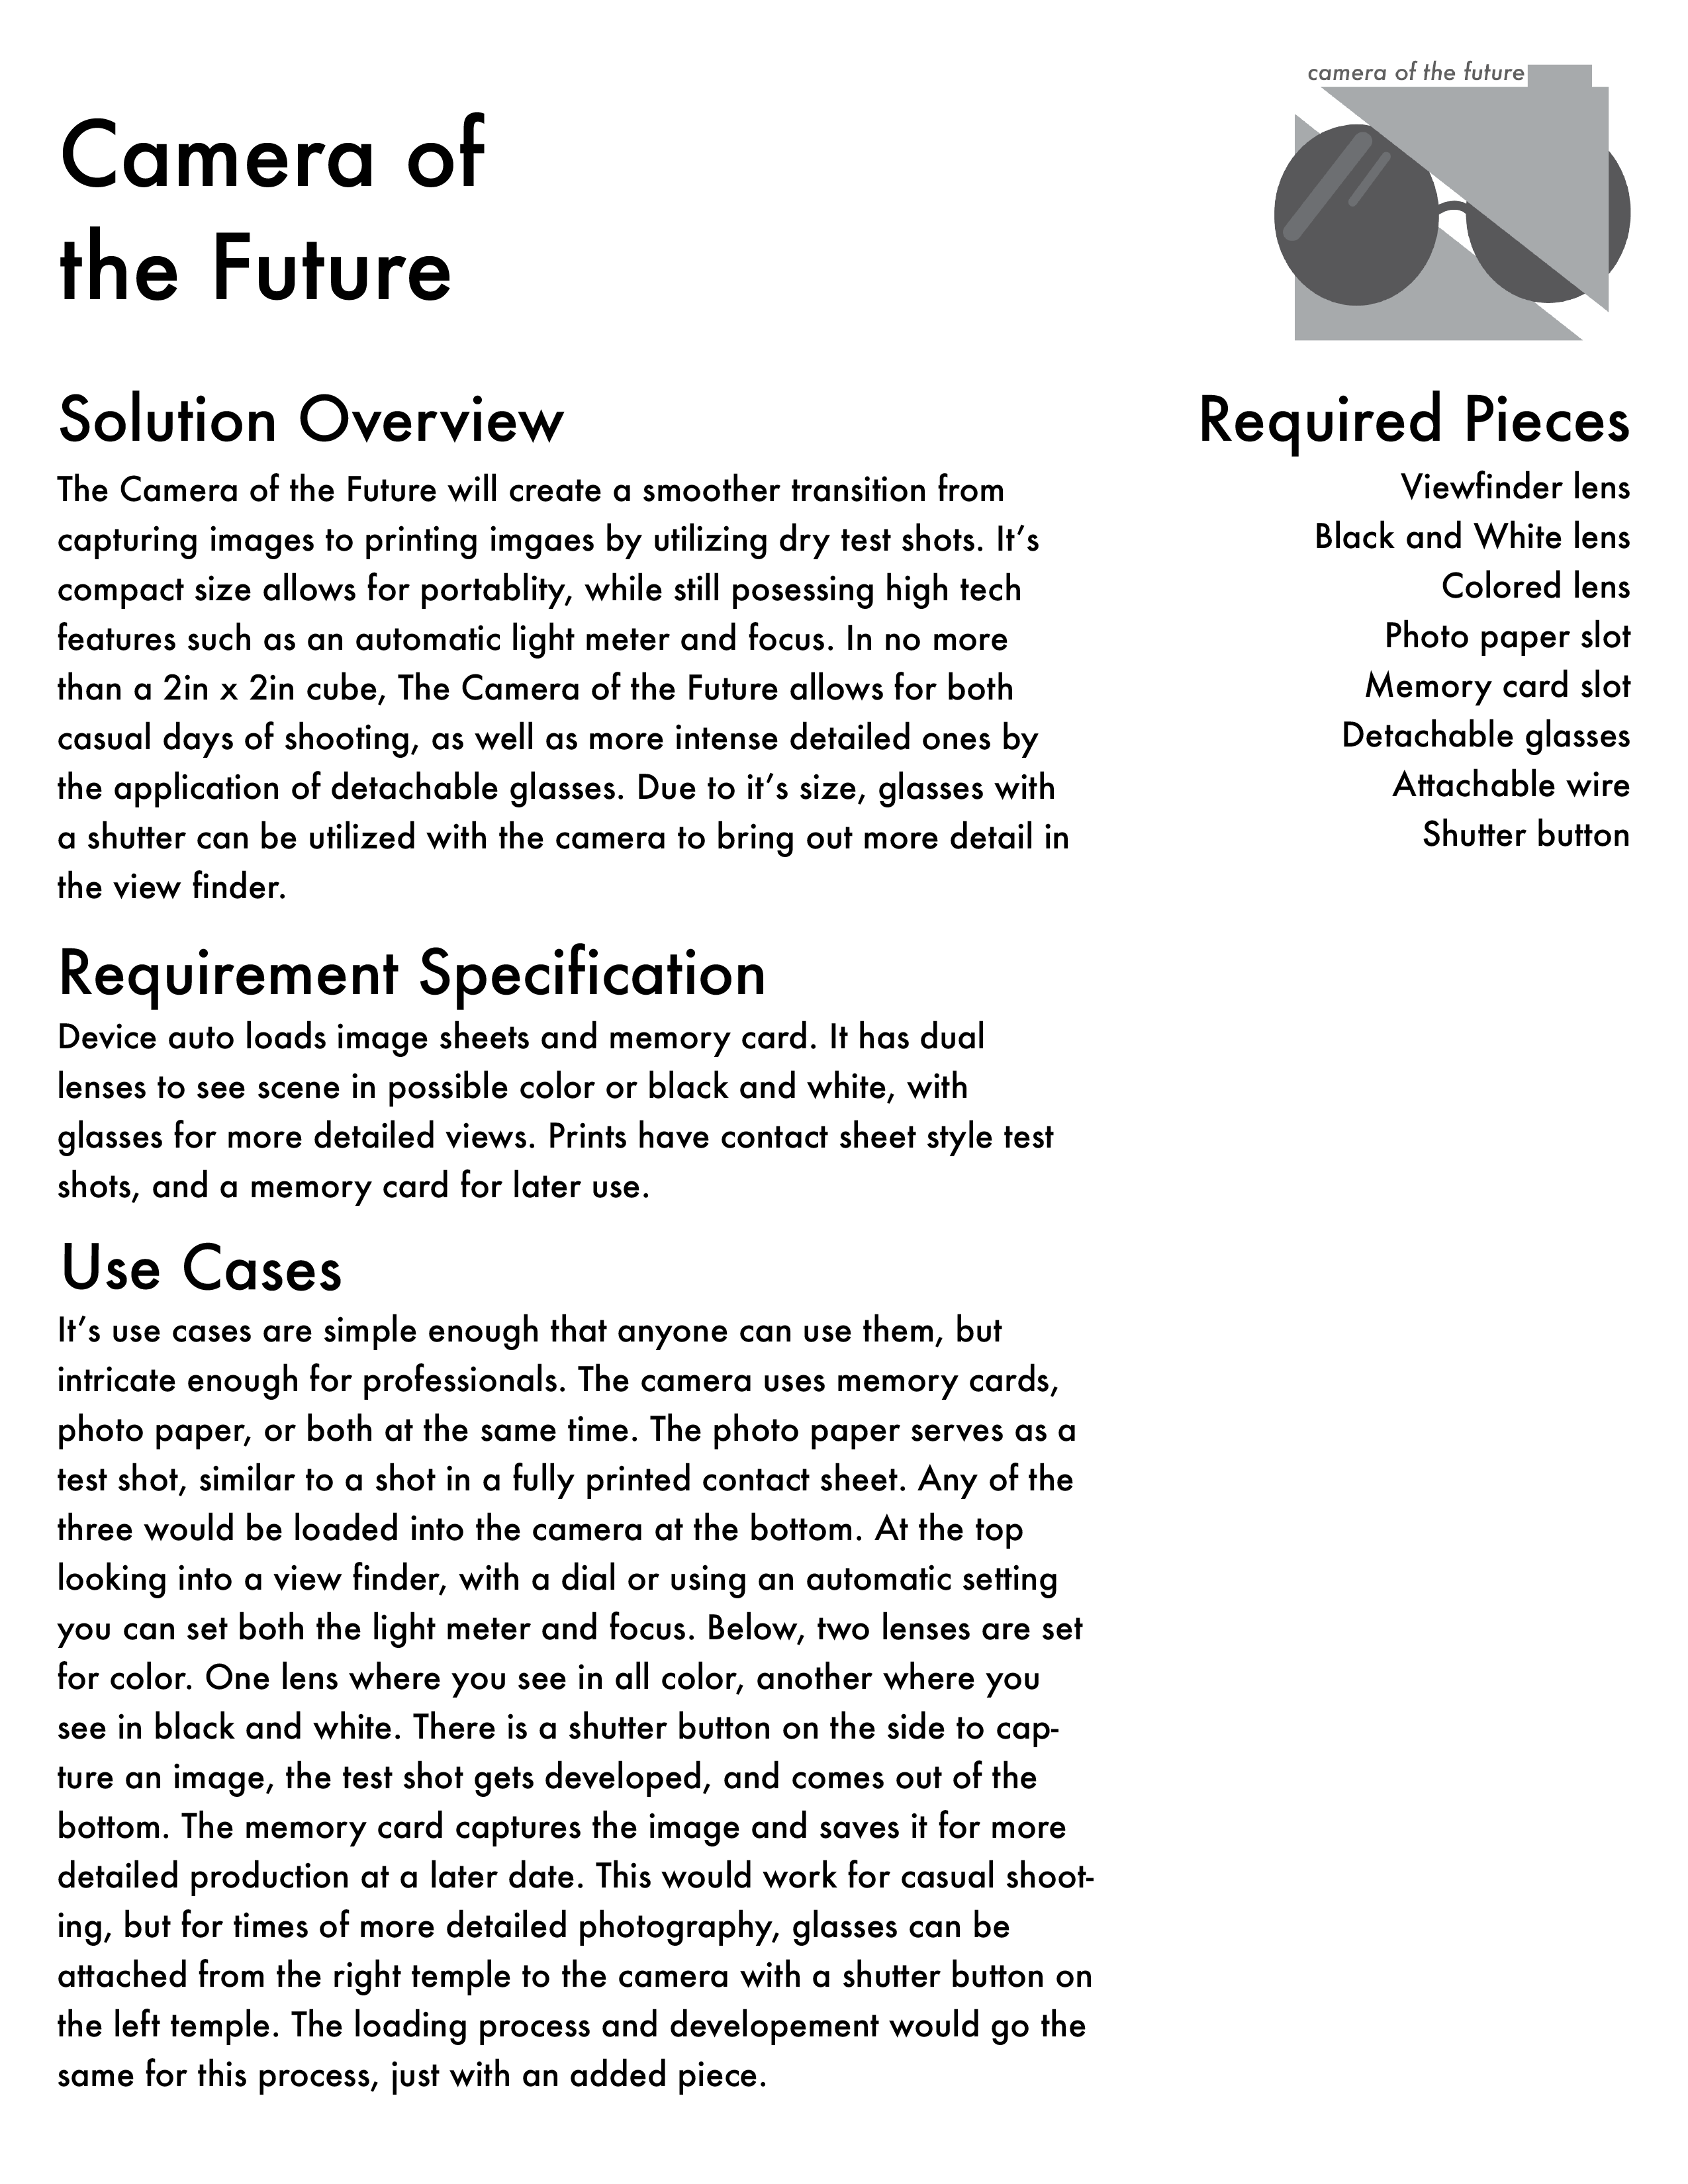 camera of the future
Camera of
the Future
Solution Overview
The Camera of the Future will create a smoother transition from
capturing images to printing imgaes by utilizing dry test shots. It’s
compact size allows for portablity, while still posessing high tech
features such as an automatic light meter and focus. In no more
than a 2in x 2in cube, The Camera of the Future allows for both
casual days of shooting, as well as more intense detailed ones by
the application of detachable glasses. Due to it’s size, glasses with
a shutter can be utilized with the camera to bring out more detail in
the view finder.
Required Pieces
Viewfinder lens
Black and White lens
Colored lens
Photo paper slot
Memory card slot
Detachable glasses
Attachable wire
Shutter button
Requirement Specification
Device auto loads image sheets and memory card. It has dual
lenses to see scene in possible color or black and white, with
glasses for more detailed views. Prints have contact sheet style test
shots, and a memory card for later use.
Use Cases
It’s use cases are simple enough that anyone can use them, but
intricate enough for professionals. The camera uses memory cards,
photo paper, or both at the same time. The photo paper serves as a
test shot, similar to a shot in a fully printed contact sheet. Any of the
three would be loaded into the camera at the bottom. At the top
looking into a view finder, with a dial or using an automatic setting
you can set both the light meter and focus. Below, two lenses are set
for color. One lens where you see in all color, another where you
see in black and white. There is a shutter button on the side to cap-
ture an image, the test shot gets developed, and comes out of the
bottom. The memory card captures the image and saves it for more
detailed production at a later date. This would work for casual shoot-
ing, but for times of more detailed photography, glasses can be
attached from the right temple to the camera with a shutter button on
the left temple. The loading process and developement would go the
same for this process, just with an added piece.